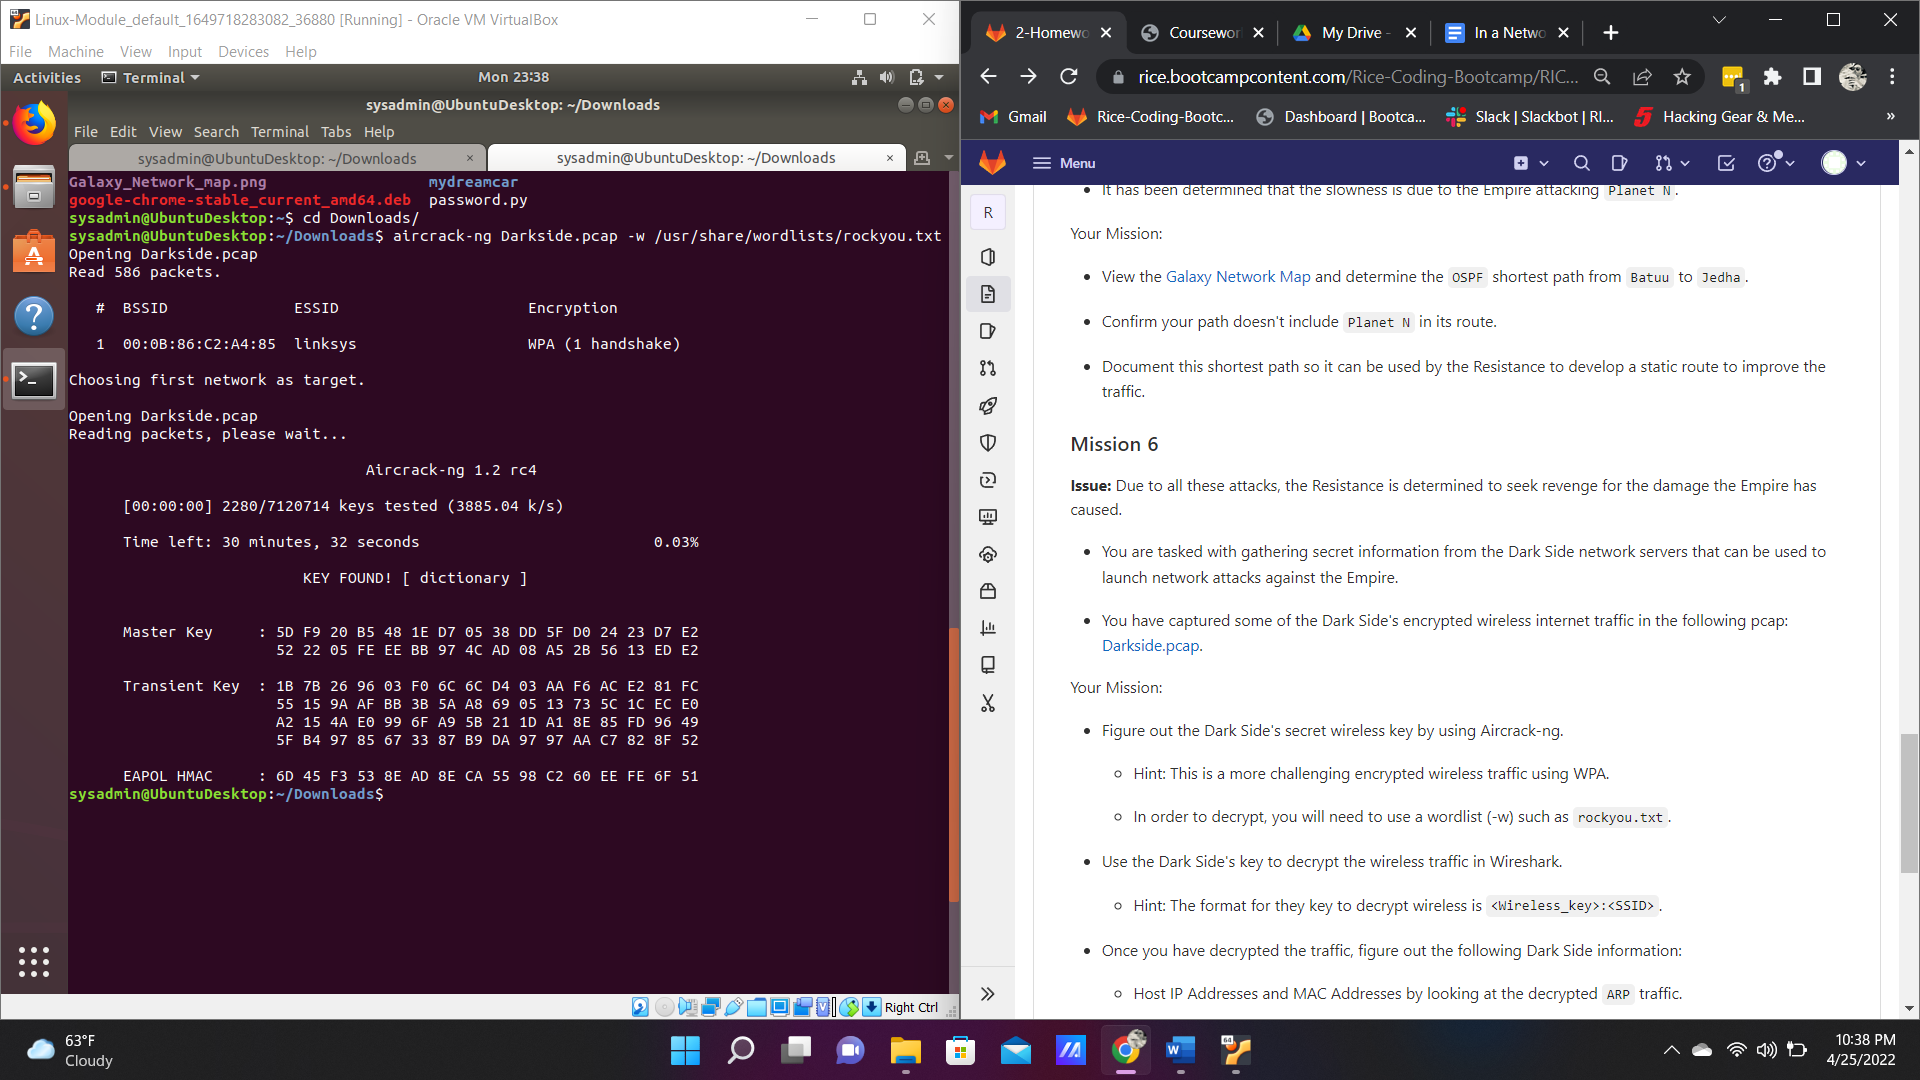 Linux-Module_default_1649718283082_36880 [Running] - Oracle VM VirtualBox
File Machine View Input Devices Help
Activities Terminal Mon 23:38
sysadmin@UbuntuDesktop: ~/Downloads
File Edit View Search Terminal Tabs Help
sysadmin@UbuntuDesktop: ~/Downloads × sysadmin@UbuntuDesktop: ~/Downloads ×
Galaxy_Network_map.png mydreamcar
google-chrome-stable_current_amd64.deb password.py
sysadmin@UbuntuDesktop:~$ cd Downloads/
sysadmin@UbuntuDesktop:~/Downloads$ aircrack-ng Darkside.pcap -w /usr/share/wordlists/rockyou.txt
Opening Darkside.pcap
Read 586 packets.
# BSSID ESSID Encryption
1 00:0B:86:C2:A4:85 linksys WPA (1 handshake)
Choosing first network as target.
Opening Darkside.pcap
Reading packets, please wait...
Aircrack-ng 1.2 rc4
[00:00:00] 2280/7120714 keys tested (3885.04 k/s)
Time left: 30 minutes, 32 seconds 0.03%
KEY FOUND! [ dictionary ]
Master Key : 5D F9 20 B5 48 1E D7 05 38 DD 5F D0 24 23 D7 E2
52 22 05 FE EE BB 97 4C AD 08 A5 2B 56 13 ED E2
Transient Key : 1B 7B 26 96 03 F0 6C 6C D4 03 AA F6 AC E2 81 FC
55 15 9A AF BB 3B 5A A8 69 05 13 73 5C 1C EC E0
A2 15 4A E0 99 6F A9 5B 21 1D A1 8E 85 FD 96 49
5F B4 97 85 67 33 87 B9 DA 97 97 AA C7 82 8F 52
EAPOL HMAC : 6D 45 F3 53 8E AD 8E CA 55 98 C2 60 EE FE 6F 51
sysadmin@UbuntuDesktop:~/Downloads$
Right Ctrl
2-Homewo Coursewor My Drive - In a Netwo
rice.bootcampcontent.com/Rice-Coding-Bootcamp/RIC...
1
Gmail Rice-Coding-Bootc... Dashboard | Bootca... Slack | Slackbot | RI... Hacking Gear & Me... »
Menu
R
It has been determined that the slowness is due to the Empire attacking Planet N.
Your Mission:
View the Galaxy Network Map and determine the OSPF shortest path from Batuu to Jedha.
Confirm your path doesn't include Planet N in its route.
Document this shortest path so it can be used by the Resistance to develop a static route to improve the
traffic.
Mission 6
Issue: Due to all these attacks, the Resistance is determined to seek revenge for the damage the Empire has
caused.
You are tasked with gathering secret information from the Dark Side network servers that can be used to
launch network attacks against the Empire.
You have captured some of the Dark Side's encrypted wireless internet traffic in the following pcap:
Darkside.pcap.
Your Mission:
Figure out the Dark Side's secret wireless key by using Aircrack-ng.
Hint: This is a more challenging encrypted wireless traffic using WPA.
In order to decrypt, you will need to use a wordlist (-w) such as rockyou.txt.
Use the Dark Side's key to decrypt the wireless traffic in Wireshark.
Hint: The format for they key to decrypt wireless is <Wireless_key>:<SSID>.
Once you have decrypted the traffic, figure out the following Dark Side information:
Host IP Addresses and MAC Addresses by looking at the decrypted ARP traffic.
63°F
Cloudy
10:38 PM
4/25/2022